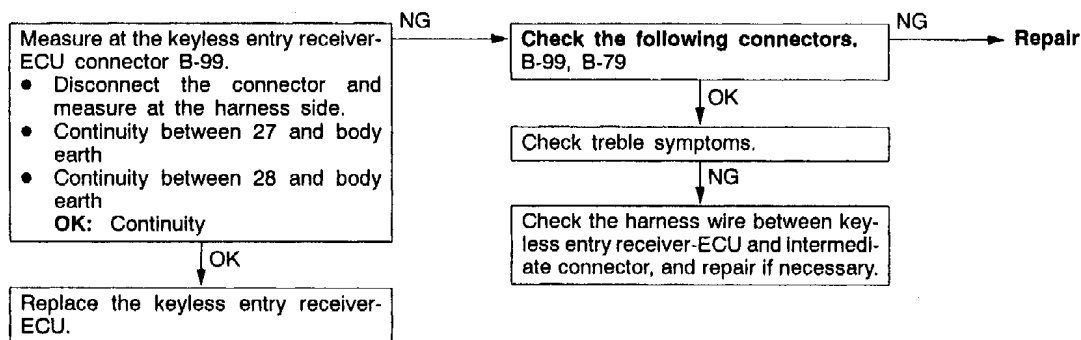 Measure at the keyless entry receiver-
ECU connector B-99.
● Disconnect the connector and
measure at the harness side.
● Continuity between 27 and body
earth
● Continuity between 28 and body
earth
OK: Continuity
NG
OK
Replace the keyless entry receiver-
ECU.
Check the following connectors.
B-99, B-79
NG
Repair
OK
Check treble symptoms.
NG
Check the harness wire between key-
less entry receiver-ECU and intermedi-
ate connector, and repair if necessary.